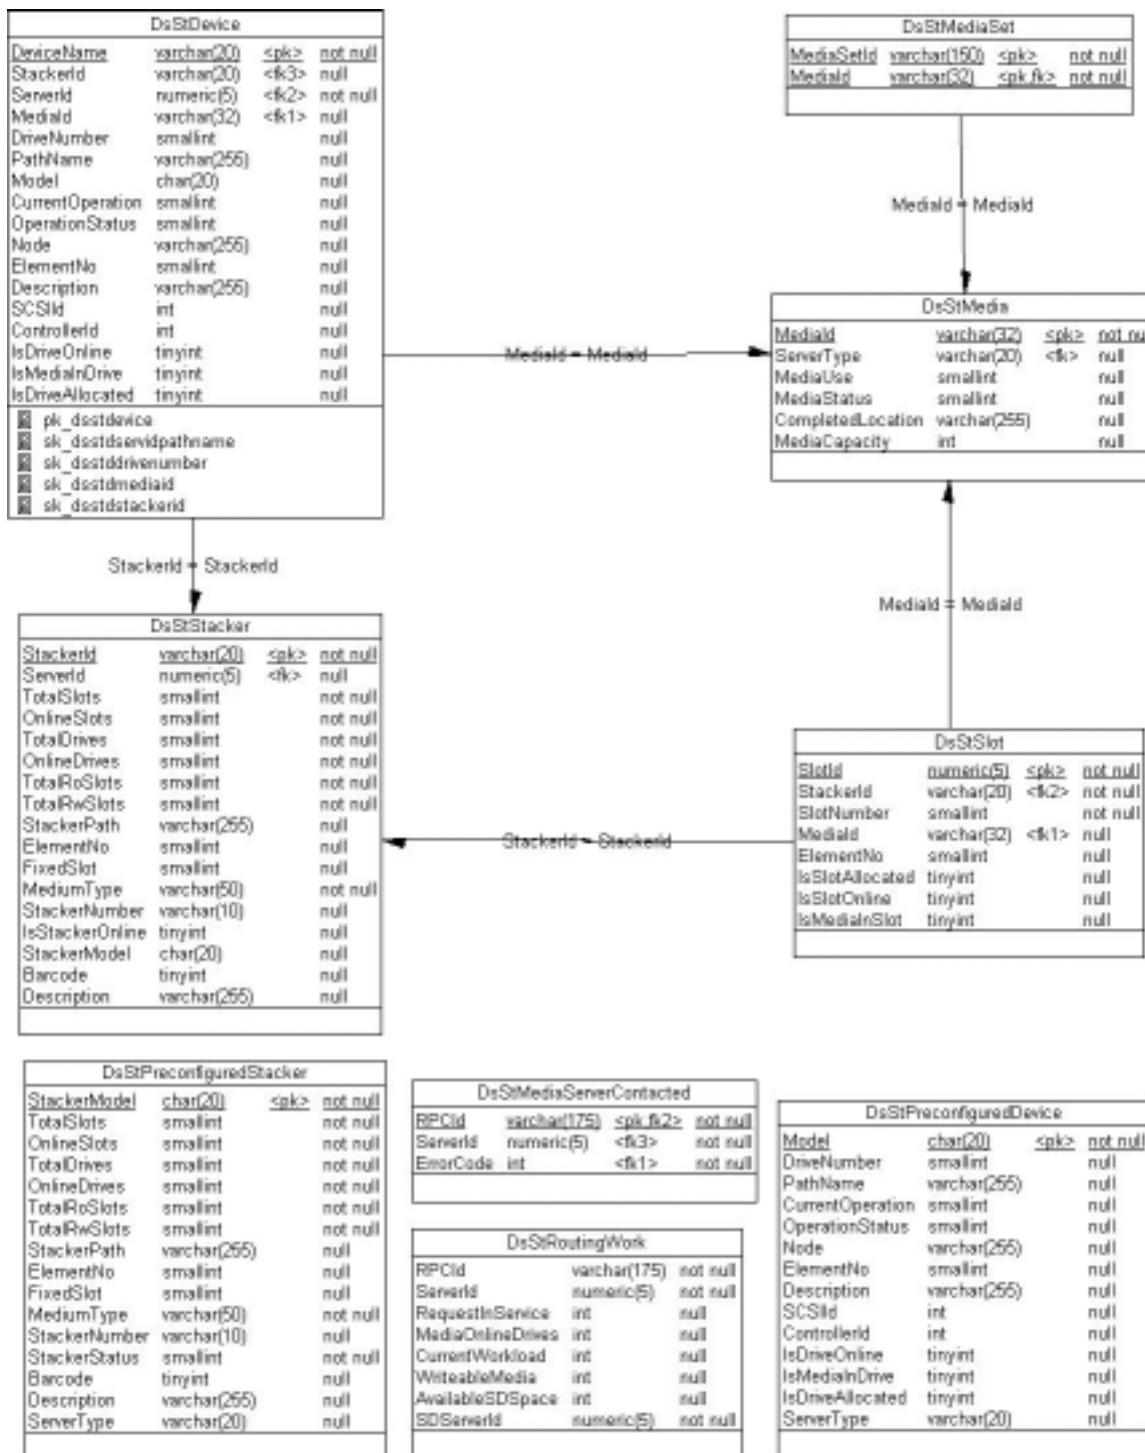 DsStDevice
DeviceName varchar(20) <pk> not null
StackerId varchar(20) <fk3> null
ServerId numeric(5) <fk2> not null
MediaId varchar(32) <fk1> null
DriveNumber smallint null
PathName varchar(255) null
Model char(20) null
CurrentOperation smallint null
OperationStatus smallint null
Node varchar(255) null
ElementNo smallint null
Description varchar(255) null
SCSIId int null
ControllerId int null
IsDriveOnline tinyint null
IsMediaInDrive tinyint null
IsDriveAllocated tinyint null
pk_dsstdevice
sk_dsstdservidpathname
sk_dsstddrivenumber
sk_dsstdmediaid
sk_dsstdstackerid
DsStMediaSet
MediaSetId varchar(150) <pk> not null
MediaId varchar(32) <pk,fk> not null
MediaId = MediaId
MediaId = MediaId
DsStMedia
MediaId varchar(32) <pk> not nu
ServerType varchar(20) <fk> null
MediaUse smallint null
MediaStatus smallint null
CompletedLocation varchar(255) null
MediaCapacity int null
StackerId = StackerId
MediaId = MediaId
DsStStacker
StackerId varchar(20) <pk> not null
ServerId numeric(5) <fk> null
TotalSlots smallint not null
OnlineSlots smallint not null
TotalDrives smallint not null
OnlineDrives smallint not null
TotalRoSlots smallint not null
TotalRwSlots smallint not null
StackerPath varchar(255) null
ElementNo smallint null
FixedSlot smallint null
MediumType varchar(50) not null
StackerNumber varchar(10) null
IsStackerOnline tinyint null
StackerModel char(20) null
Barcode tinyint null
Description varchar(255) null
StackerId = StackerId
DsStSlot
SlotId numeric(5) <pk> not null
StackerId varchar(20) <fk2> not null
SlotNumber smallint not null
MediaId varchar(32) <fk1> null
ElementNo smallint null
IsSlotAllocated tinyint null
IsSlotOnline tinyint null
IsMediaInSlot tinyint null
DsStPreconfiguredStacker
StackerModel char(20) <pk> not null
TotalSlots smallint not null
OnlineSlots smallint not null
TotalDrives smallint not null
OnlineDrives smallint not null
TotalRoSlots smallint not null
TotalRwSlots smallint not null
StackerPath varchar(255) null
ElementNo smallint null
FixedSlot smallint null
MediumType varchar(50) not null
StackerNumber varchar(10) null
StackerStatus smallint not null
Barcode tinyint null
Description varchar(255) null
ServerType varchar(20) null
DsStMediaServerContacted
RPCId varchar(175) <pk,fk2> not null
ServerId numeric(5) <fk3> not null
ErrorCode int <fk1> not null
DsStRoutingWork
RPCId varchar(175) not null
ServerId numeric(5) not null
RequestInService int null
MediaOnlineDrives int null
CurrentWorkload int null
WriteableMedia int null
AvailableSDSpace int null
SDServerId numeric(5) not null
DsStPreconfiguredDevice
Model char(20) <pk> not null
DriveNumber smallint null
PathName varchar(255) null
CurrentOperation smallint null
OperationStatus smallint null
Node varchar(255) null
ElementNo smallint null
Description varchar(255) null
SCSIId int null
ControllerId int null
IsDriveOnline tinyint null
IsMediaInDrive tinyint null
IsDriveAllocated tinyint null
ServerType varchar(20) null